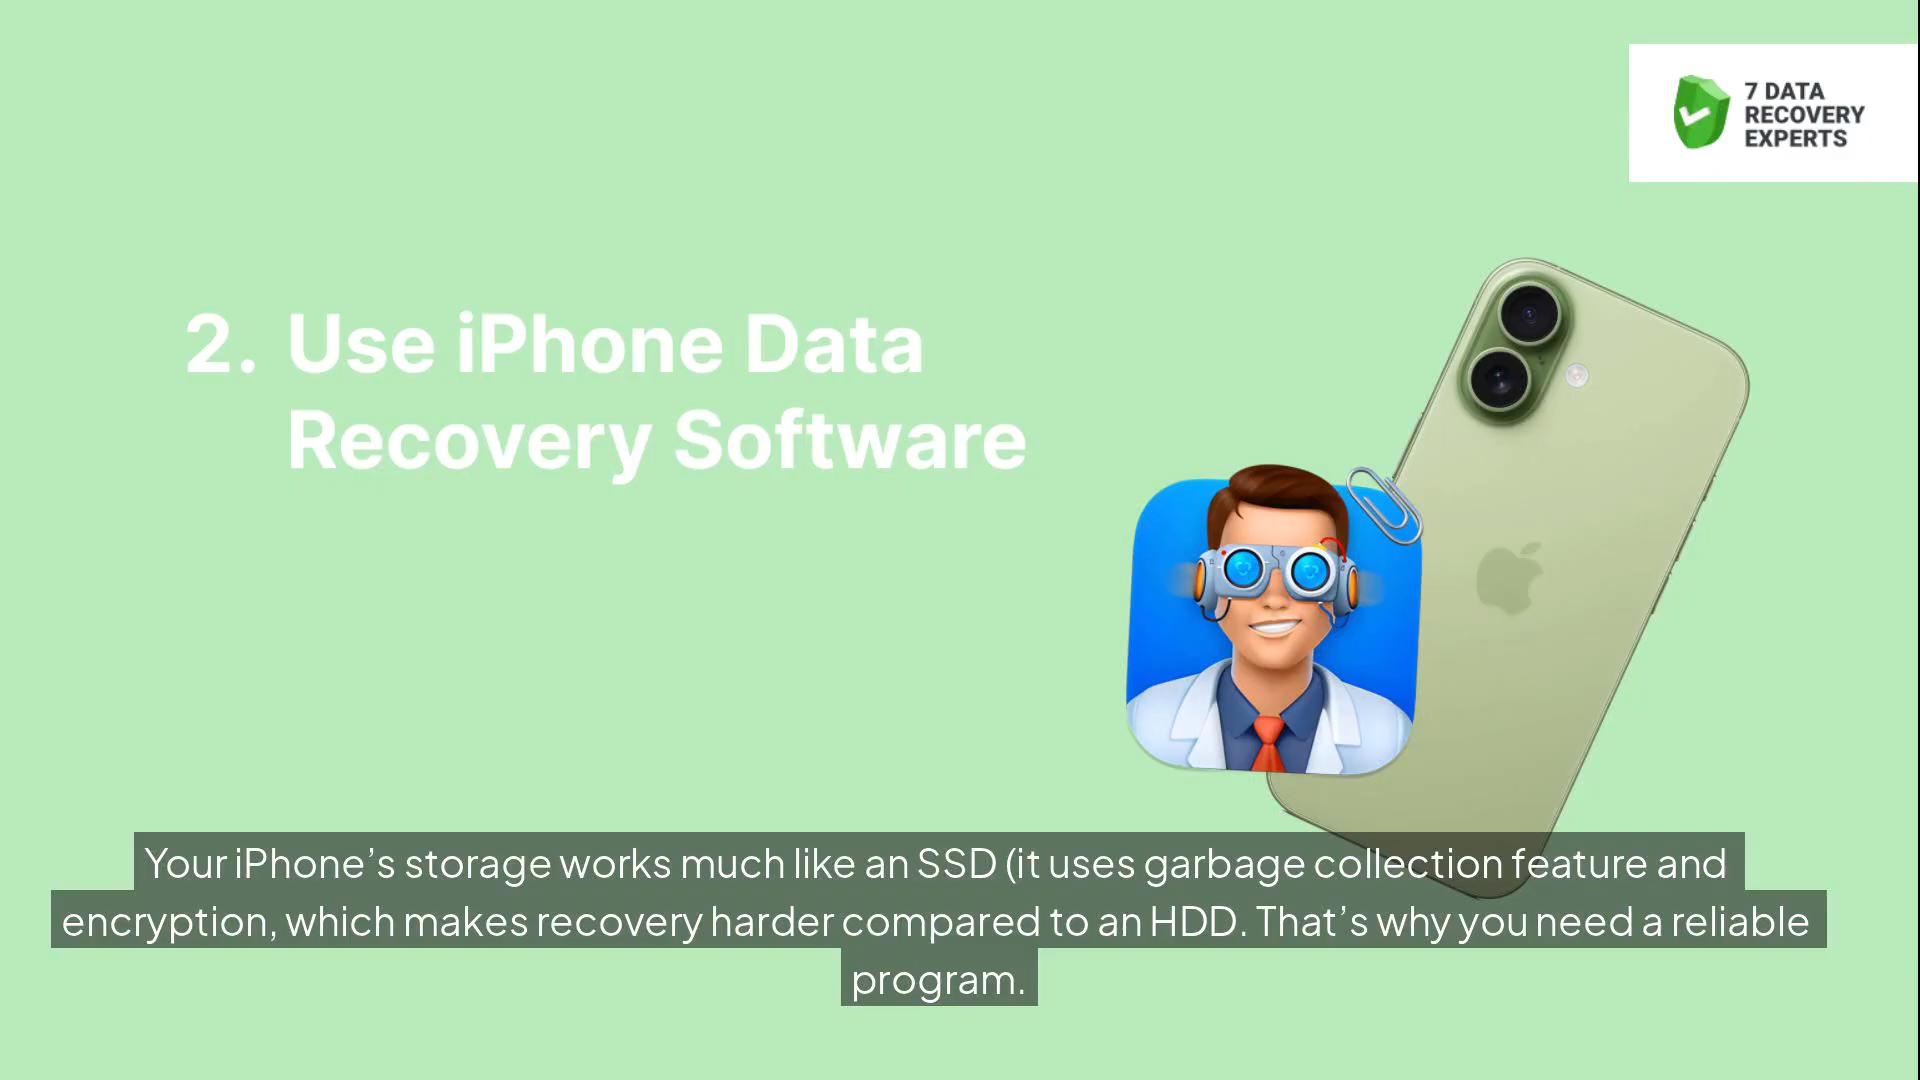 7 DATA
RECOVERY
EXPERTS
2. Use iPhone Data
Recovery Software
Your iPhone’s storage works much like an SSD (it uses garbage collection feature and
encryption, which makes recovery harder compared to an HDD. That’s why you need a reliable
program.